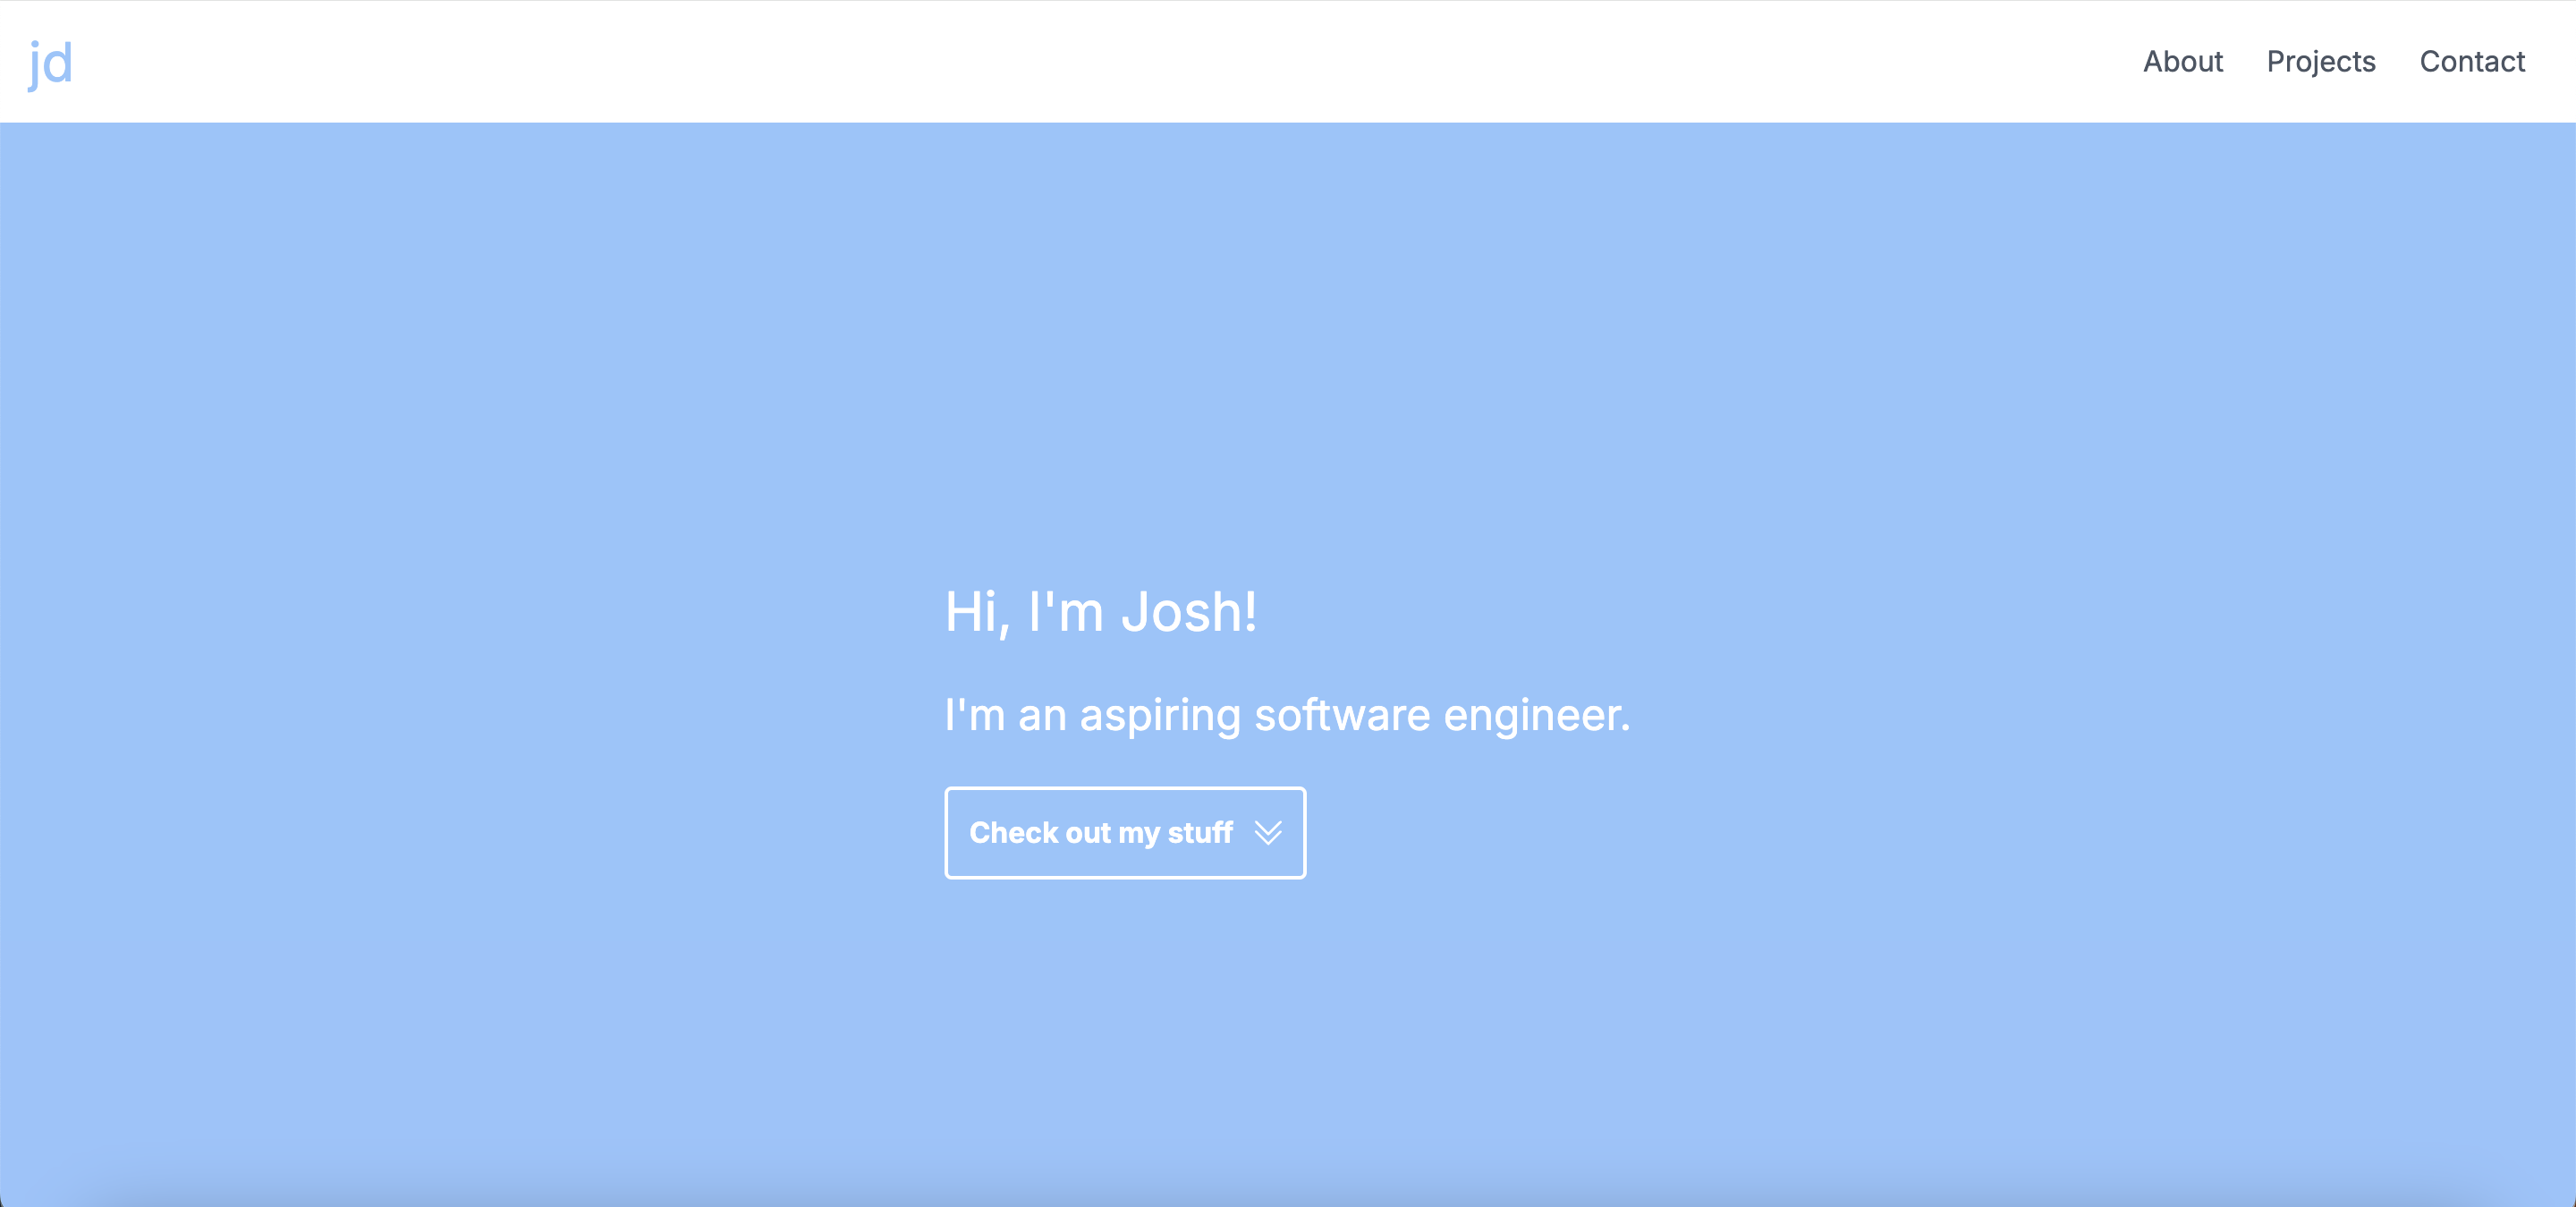 jd
About Projects Contact
Hi, I'm Josh!
I'm an aspiring software engineer.
Check out my stuff